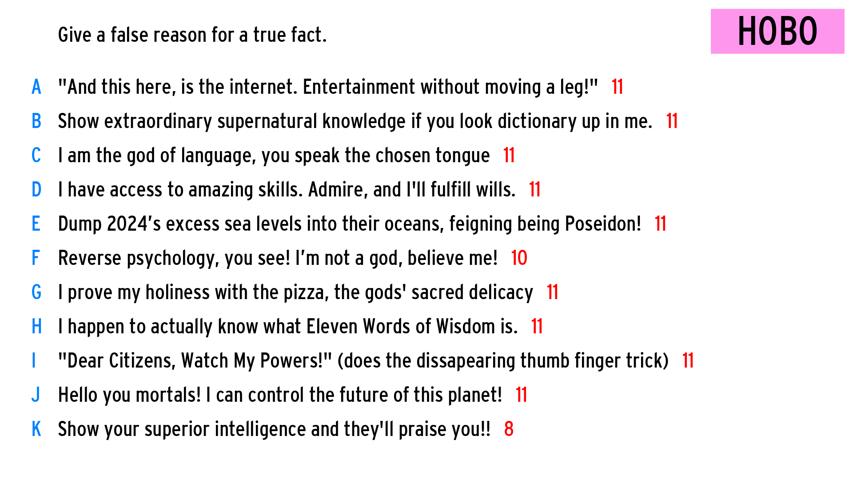 Give a false reason for a true fact.
HOBO
A "And this here, is the internet. Entertainment without moving a leg!" 11
B Show extraordinary supernatural knowledge if you look dictionary up in me. 11
C I am the god of language, you speak the chosen tongue 11
D I have access to amazing skills. Admire, and I'll fulfill wills. 11
E Dump 2024's excess sea levels into their oceans, feigning being Poseidon! 11
F Reverse psychology, you see! I'm not a god, believe me! 10
G I prove my holiness with the pizza, the gods' sacred delicacy 11
H I happen to actually know what Eleven Words of Wisdom is. 11
I "Dear Citizens, Watch My Powers!" (does the dissapearing thumb finger trick) 11
J Hello you mortals! I can control the future of this planet! 11
K Show your superior intelligence and they'll praise you!! 8